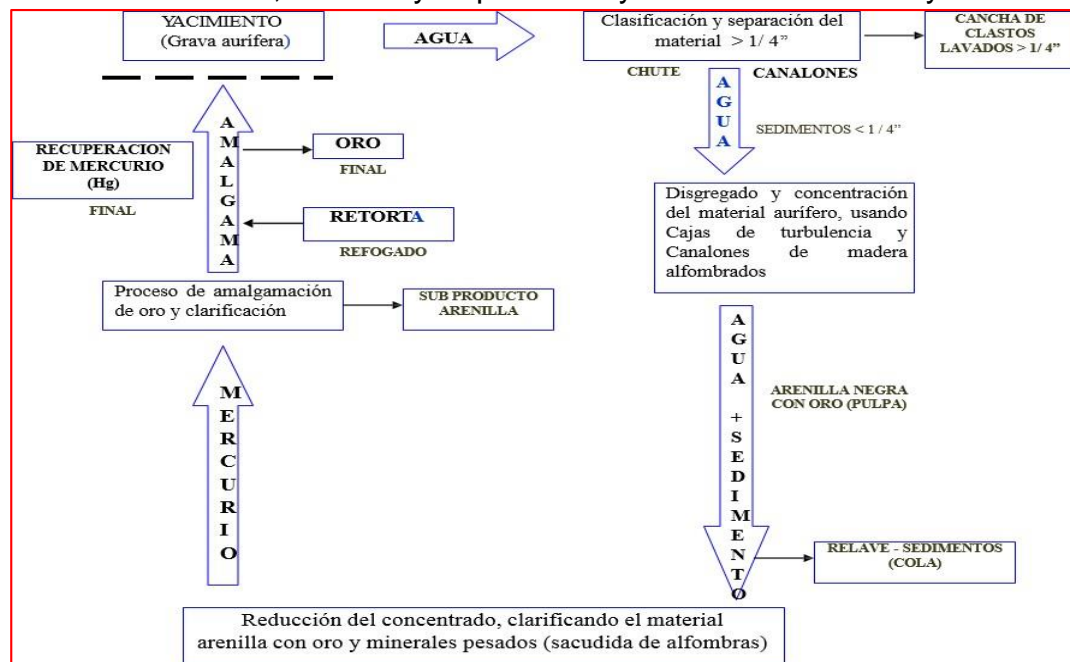 YACIMIENTO
(Grava aurífera)
AGUA
Clasificación y separación del
material > 1/ 4”
CANCHA DE
CLASTOS
LAVADOS > 1/ 4”
CHUTE
CANALONES
AGUA
SEDIMENTOS < 1 / 4”
Disgregado y concentración
del material aurífero, usando
Cajas de turbulencia y
Canalones de madera
alfombrados
AGUA +SEDIMENTO
ARENILLA NEGRA
CON ORO (PULPA)
RELAVE - SEDIMENTOS
(COLA)
Reducción del concentrado, clarificando el material
arenilla con oro y minerales pesados (sacudida de alfombras)
MERCURIO
Proceso de amalgamación
de oro y clarificación
SUB PRODUCTO
ARENILLA
AMALGAMA
RETORTA
REFOGADO
ORO
FINAL
RECUPERACION
DE MERCURIO
(Hg)
FINAL